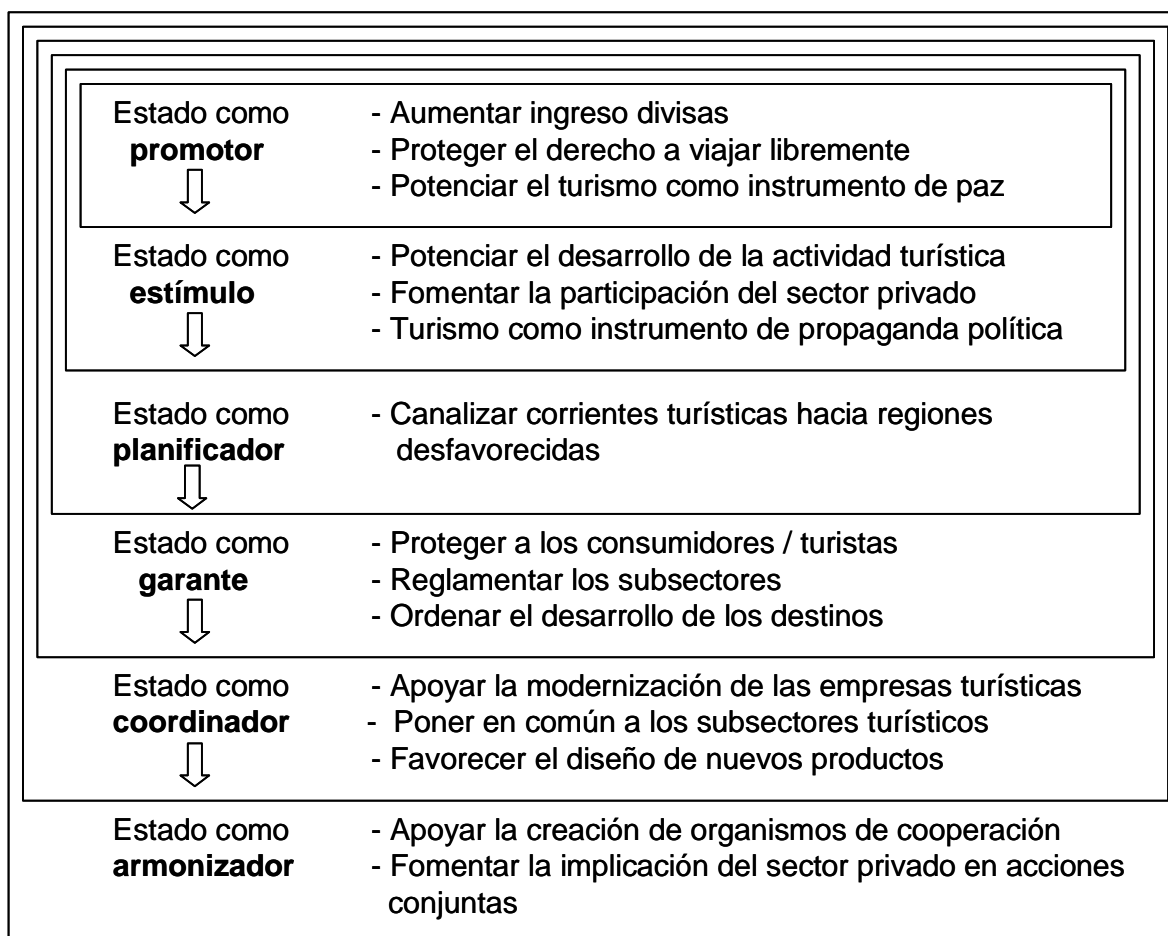 Estado como - Aumentar ingreso divisas
promotor - Proteger el derecho a viajar libremente
- Potenciar el turismo como instrumento de paz
Estado como - Potenciar el desarrollo de la actividad turística
estímulo - Fomentar la participación del sector privado
- Turismo como instrumento de propaganda política
Estado como - Canalizar corrientes turísticas hacia regiones
planificador desfavorecidas
Estado como - Proteger a los consumidores / turistas
garante - Reglamentar los subsectores
- Ordenar el desarrollo de los destinos
Estado como - Apoyar la modernización de las empresas turísticas
coordinador - Poner en común a los subsectores turísticos
- Favorecer el diseño de nuevos productos
Estado como - Apoyar la creación de organismos de cooperación
armonizador - Fomentar la implicación del sector privado en acciones
conjuntas